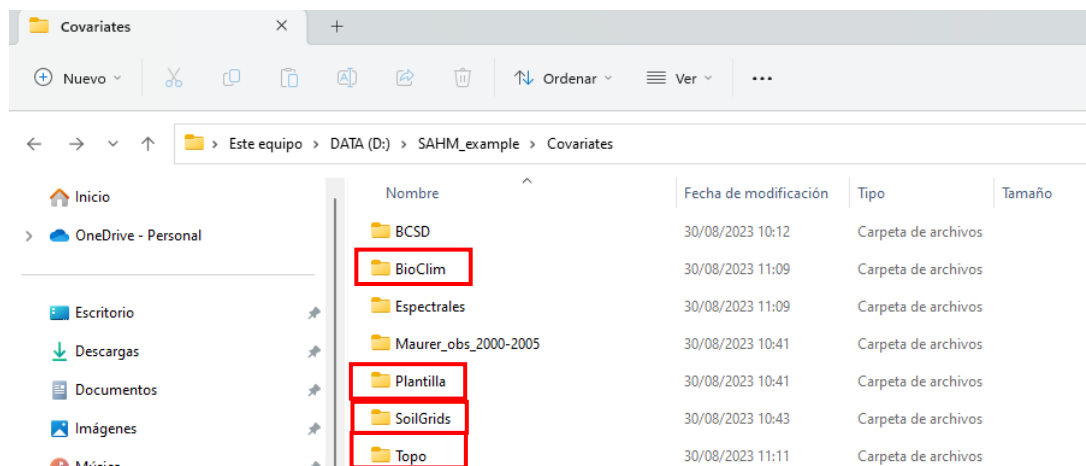 Covariates
Nuevo
Ordenar
Ver
Este equipo > DATA (D:) > SAHM_example > Covariates
Inicio
OneDrive - Personal
Escritorio
Descargas
Documentos
Imágenes
Música
Nombre Fecha de modificación Tipo Tamaño
BCSD 30/08/2023 10:12 Carpeta de archivos
BioClim 30/08/2023 11:09 Carpeta de archivos
Espectrales 30/08/2023 11:09 Carpeta de archivos
Maurer_obs_2000-2005 30/08/2023 10:41 Carpeta de archivos
Plantilla 30/08/2023 10:41 Carpeta de archivos
SoilGrids 30/08/2023 10:43 Carpeta de archivos
Topo 30/08/2023 11:11 Carpeta de archivos